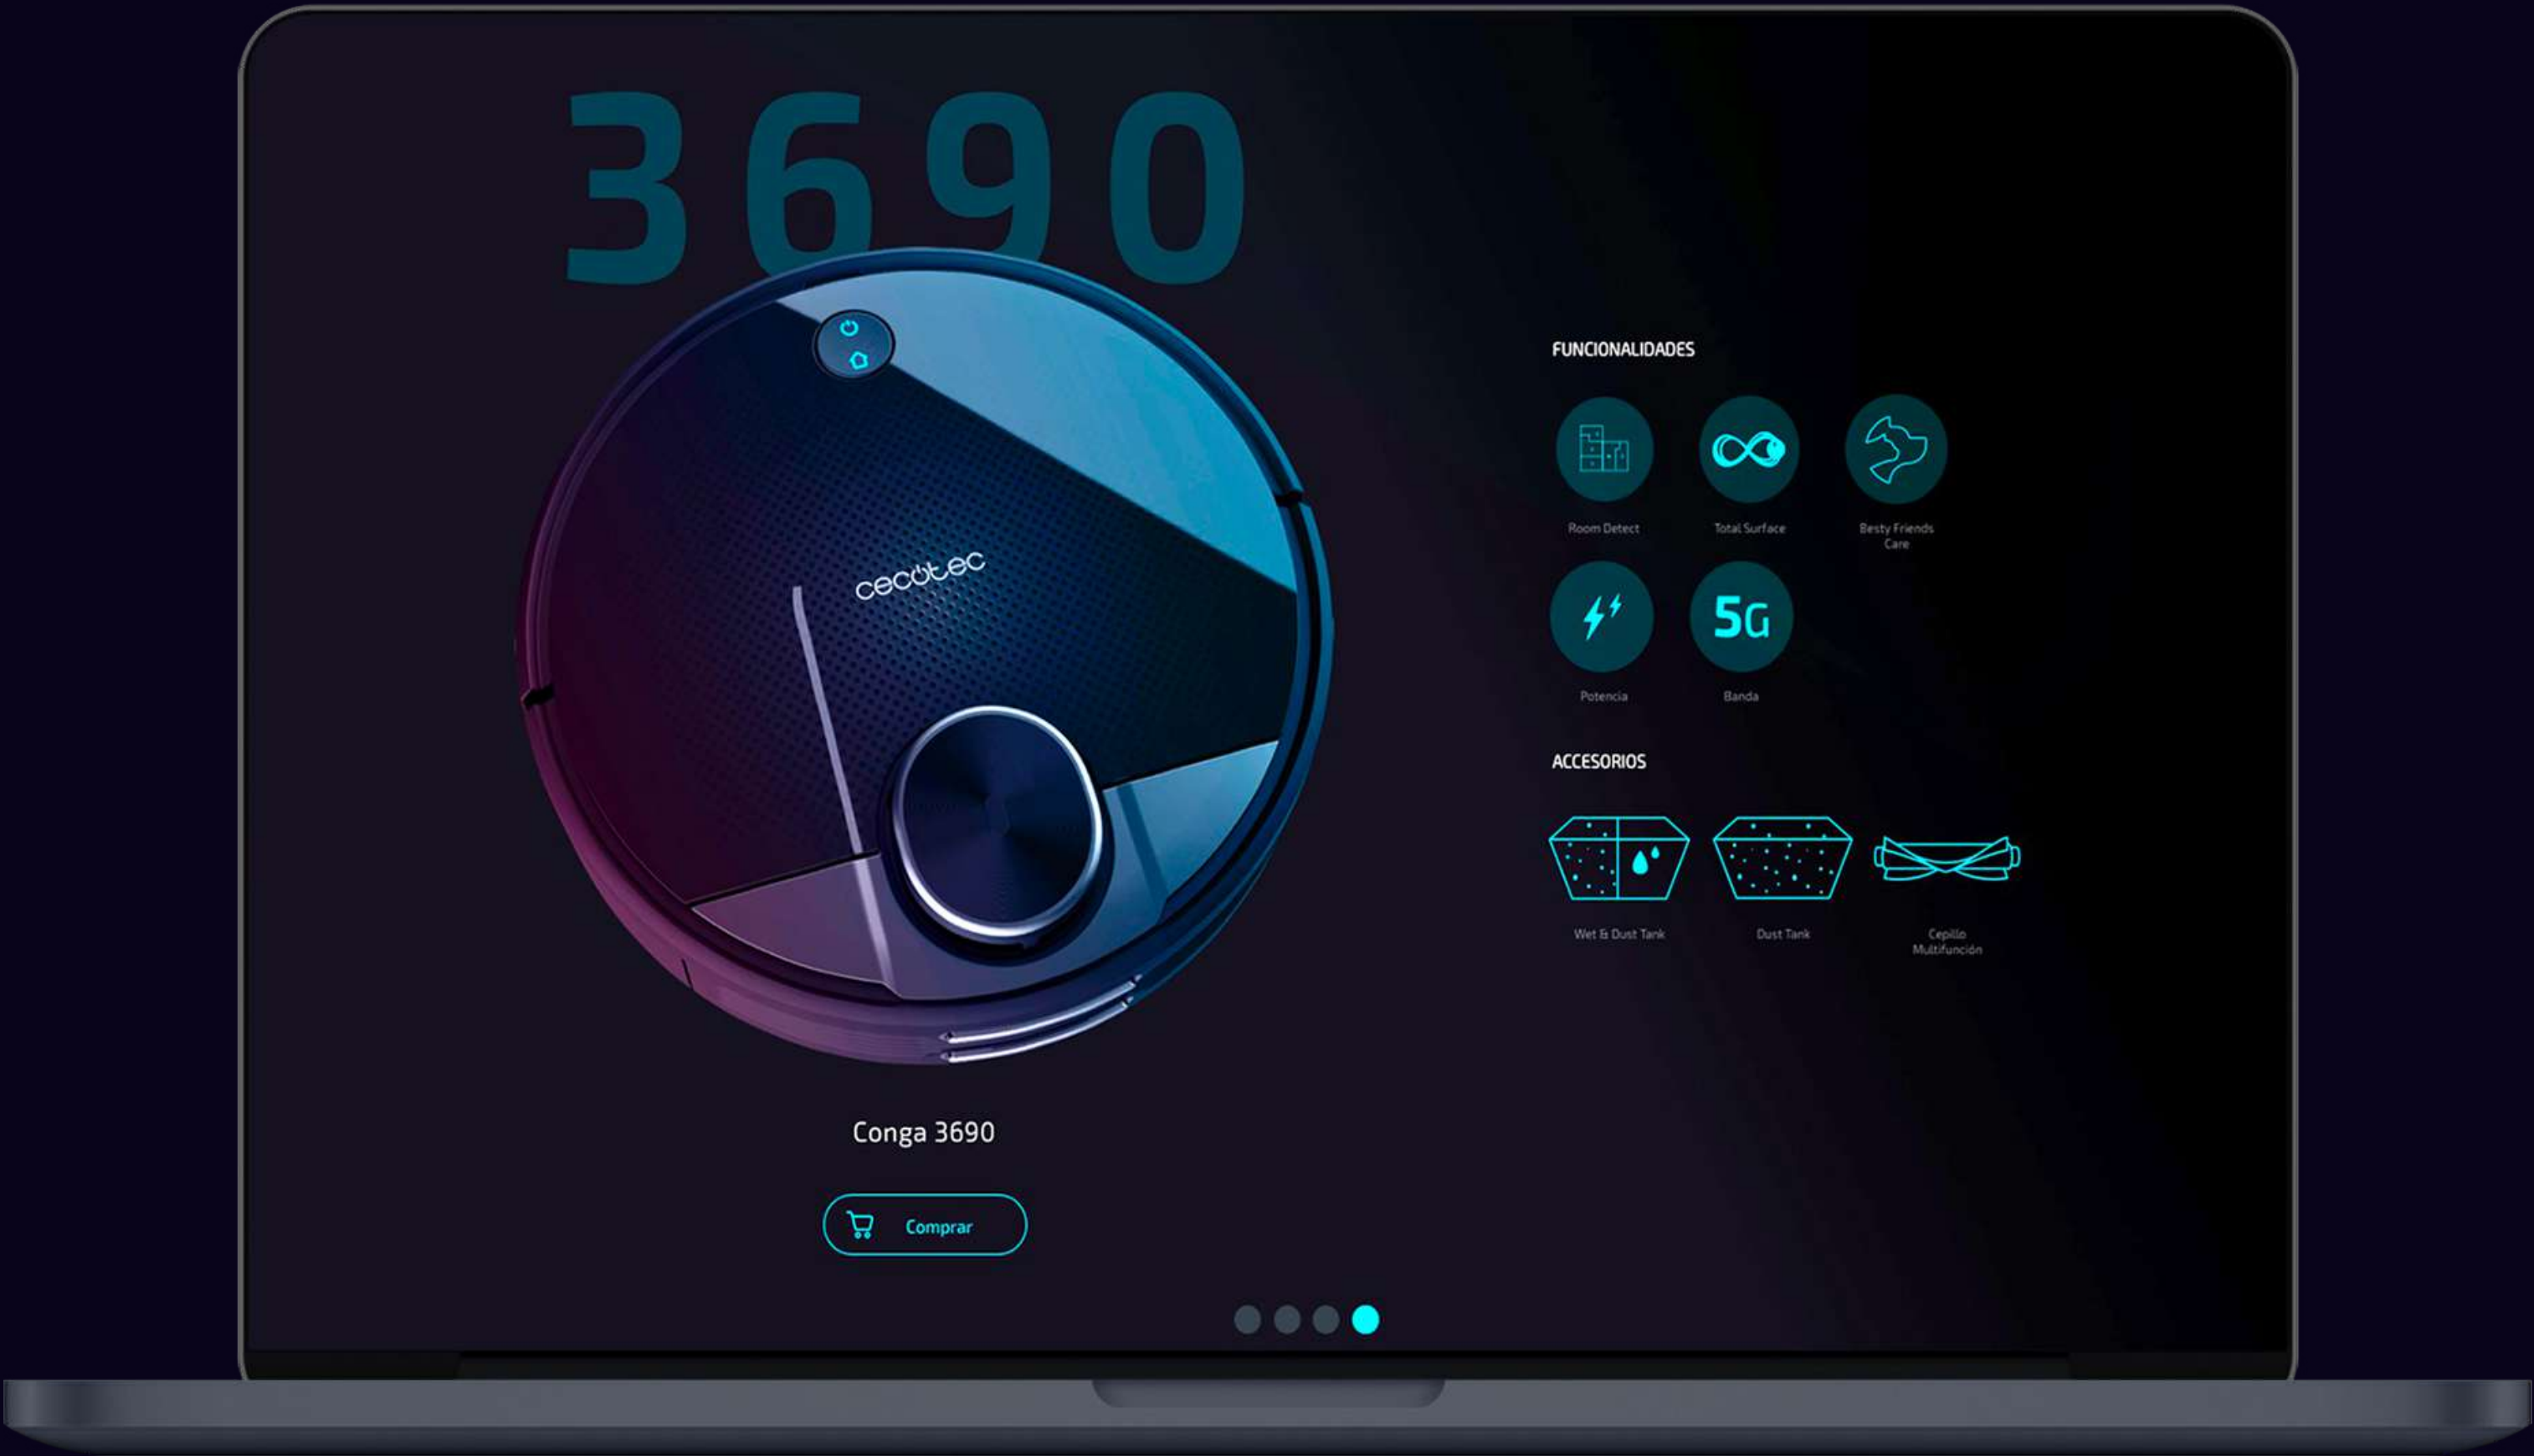 3690
cecotec
Conga 3690
Comprar
FUNCIONALIDADES
Room Detect
Total Surface
Besty Friends
Care
5G
Potencia
Banda
ACCESORIOS
Wet & Dust Tank
Dust Tank
Cepillo
Multifunción